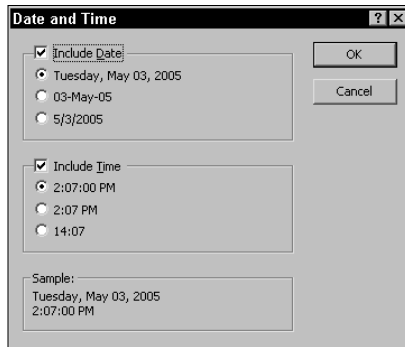 Date and Time
Include Date
OK
Tuesday, May 03, 2005
03-May-05
Cancel
5/3/2005
Include Time
2:07:00 PM
2:07 PM
14:07
Sample:
Tuesday, May 03, 2005
2:07:00 PM